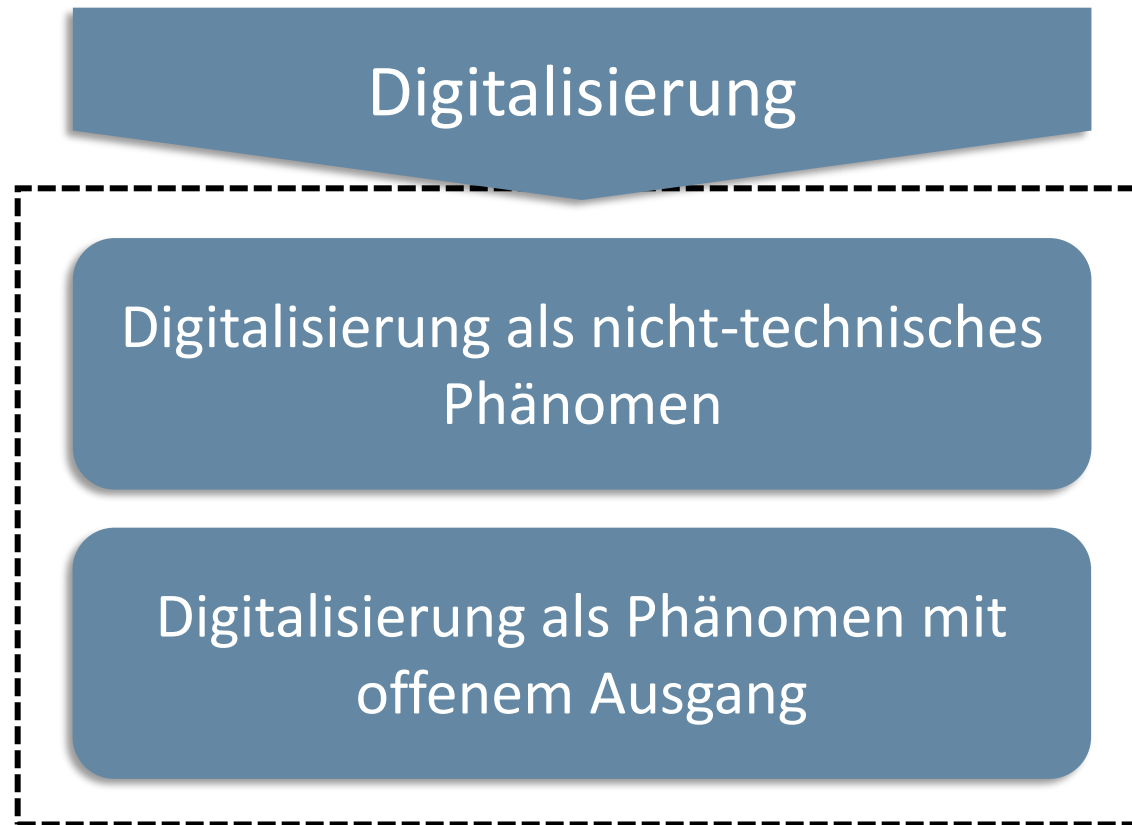 Digitalisierung
Digitalisierung als nicht-technisches
Phänomen
Digitalisierung als Phänomen mit
offenem Ausgang